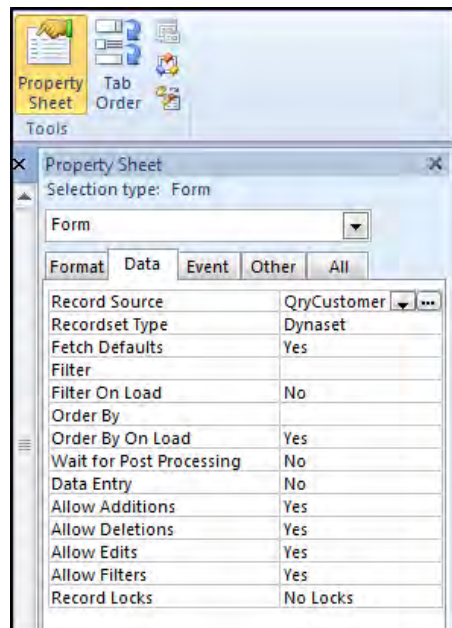 Property Sheet
Tab Order
Tools
Property Sheet
Selection type: Form
Form
Format Data Event Other All
Record Source QryCustomer ...
Recordset Type Dynaset
Fetch Defaults Yes
Filter
Filter On Load No
Order By
Order By On Load Yes
Wait for Post Processing No
Data Entry No
Allow Additions Yes
Allow Deletions Yes
Allow Edits Yes
Allow Filters Yes
Record Locks No Locks